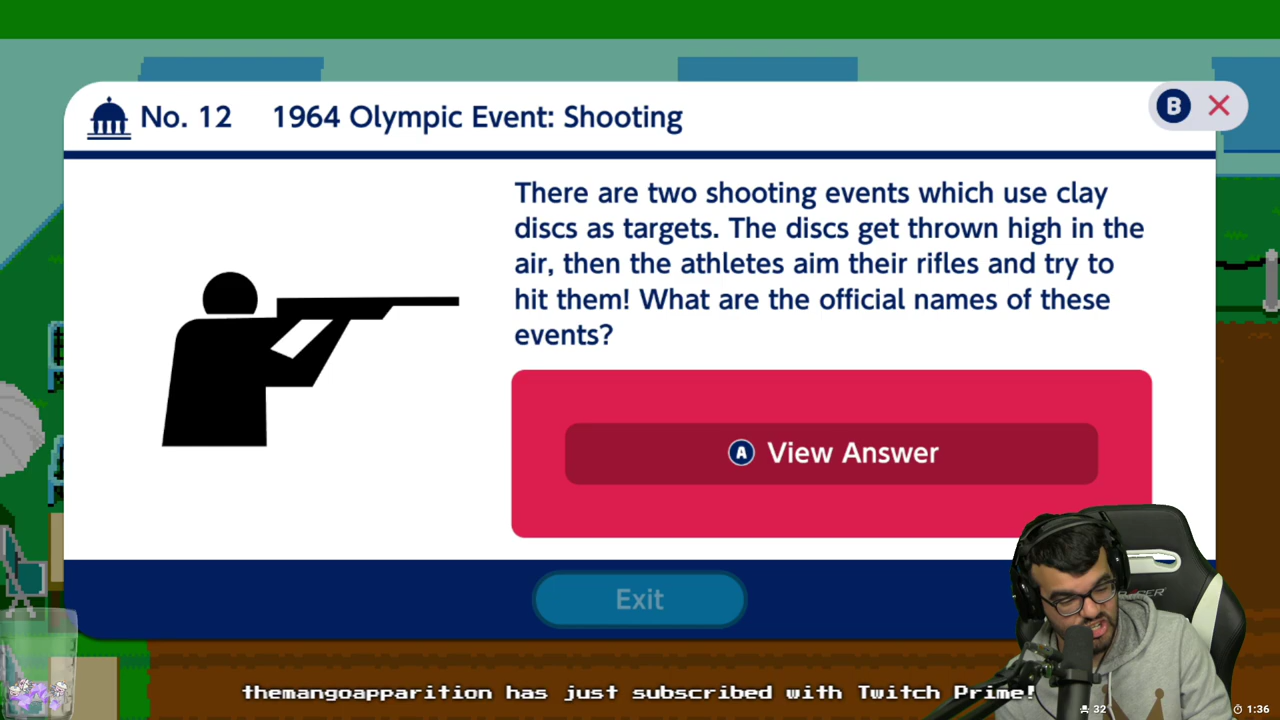 No. 12 1964 Olympic Event: Shooting
B
There are two shooting events which use clay
discs as targets. The discs get thrown high in the
air, then the athletes aim their rifles and try to
hit them! What are the official names of these
events?
A View Answer
Exit
themangoapparition has just subscribed with Twitch Prime!
32
1:36